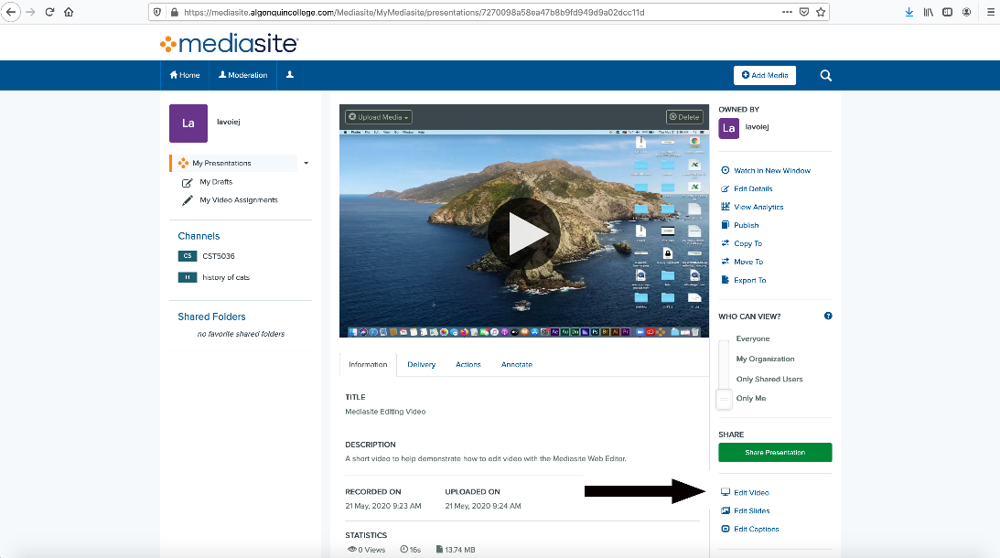 https://mediasite.algonquincollege.com/Mediasite/MyMediasite/presentations/7270098a58ea47b8b9fd949d9a02dcc11d
mediasite
Home
Moderation
Add Media
La
lavoiej
My Presentations
My Drafts
My Video Assignments
Channels
CS CST5036
H history of cats
Shared Folders
no favorite shared folders
Upload Media
Delete
Information
Delivery
Actions
Annotate
TITLE
Mediasite Editing Video
DESCRIPTION
A short video to help demonstrate how to edit video with the Mediasite Web Editor.
RECORDED ON
21 May, 2020 9:23 AM
UPLOADED ON
21 May, 2020 9:24 AM
STATISTICS
0 Views
16s
13.74 MB
OWNED BY
La
lavoiej
Watch in New Window
Edit Details
View Analytics
Publish
Copy To
Move To
Export To
WHO CAN VIEW?
Everyone
My Organization
Only Shared Users
Only Me
SHARE
Share Presentation
Edit Video
Edit Slides
Edit Captions